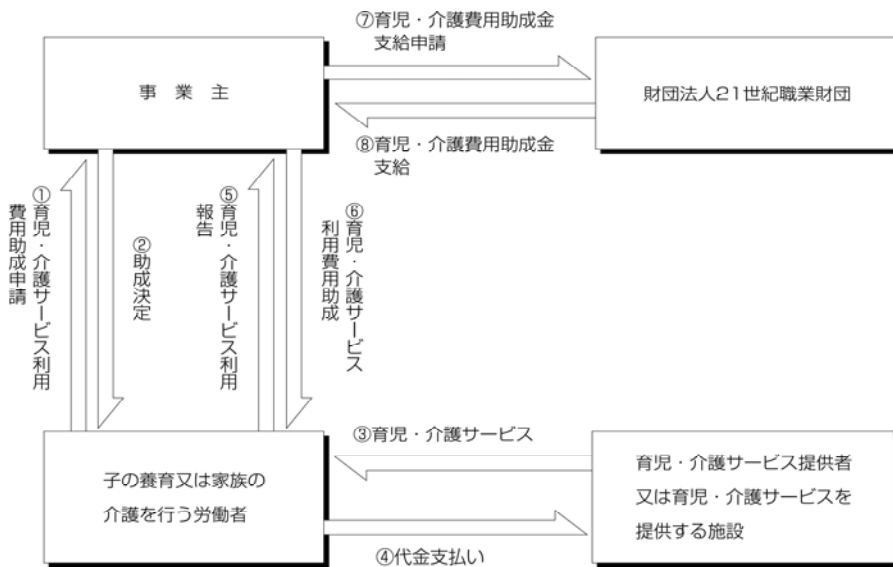 ⑦育児・介護費用助成金
支給申請
事　業　主
財団法人21世紀職業財団
⑧育児・介護費用助成金
支給
①育児・介護サービス利用
費用助成申請
②助成決定
⑤育児・介護サービス利用
報告
⑥育児・介護サービス
利用費用助成
③育児・介護サービス
子の養育又は家族の
介護を行う労働者
育児・介護サービス提供者
又は育児・介護サービスを
提供する施設
④代金支払い